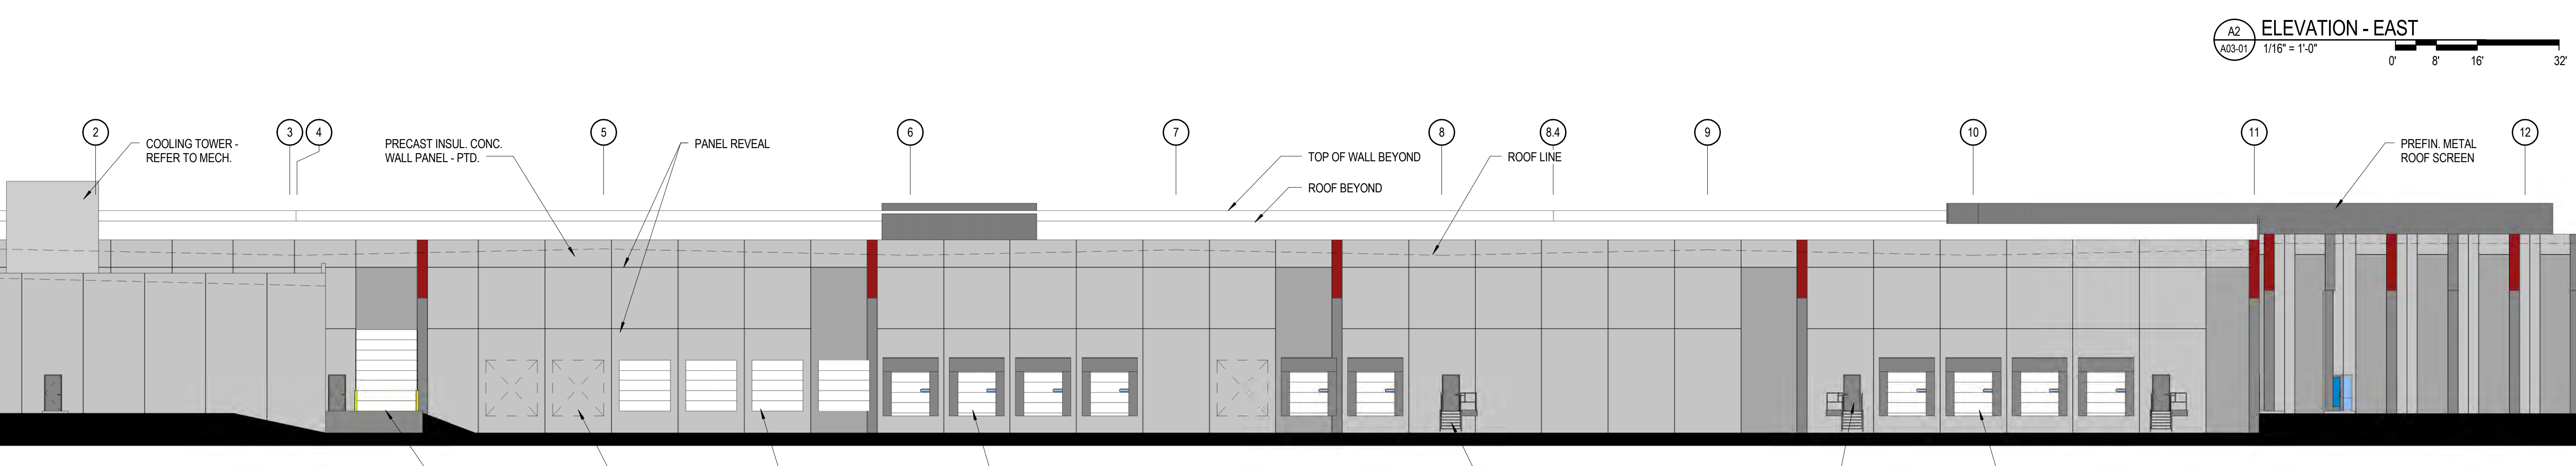 A2
A03-01
ELEVATION - EAST
1/16" = 1'-0"
0' 8' 16' 32'
2
3
4
5
6
7
8
8.4
9
10
11
12
COOLING TOWER -
REFER TO MECH.
PRECAST INSUL. CONC.
WALL PANEL - PTD.
PANEL REVEAL
TOP OF WALL BEYOND
ROOF BEYOND
ROOF LINE
PREFIN. METAL
ROOF SCREEN